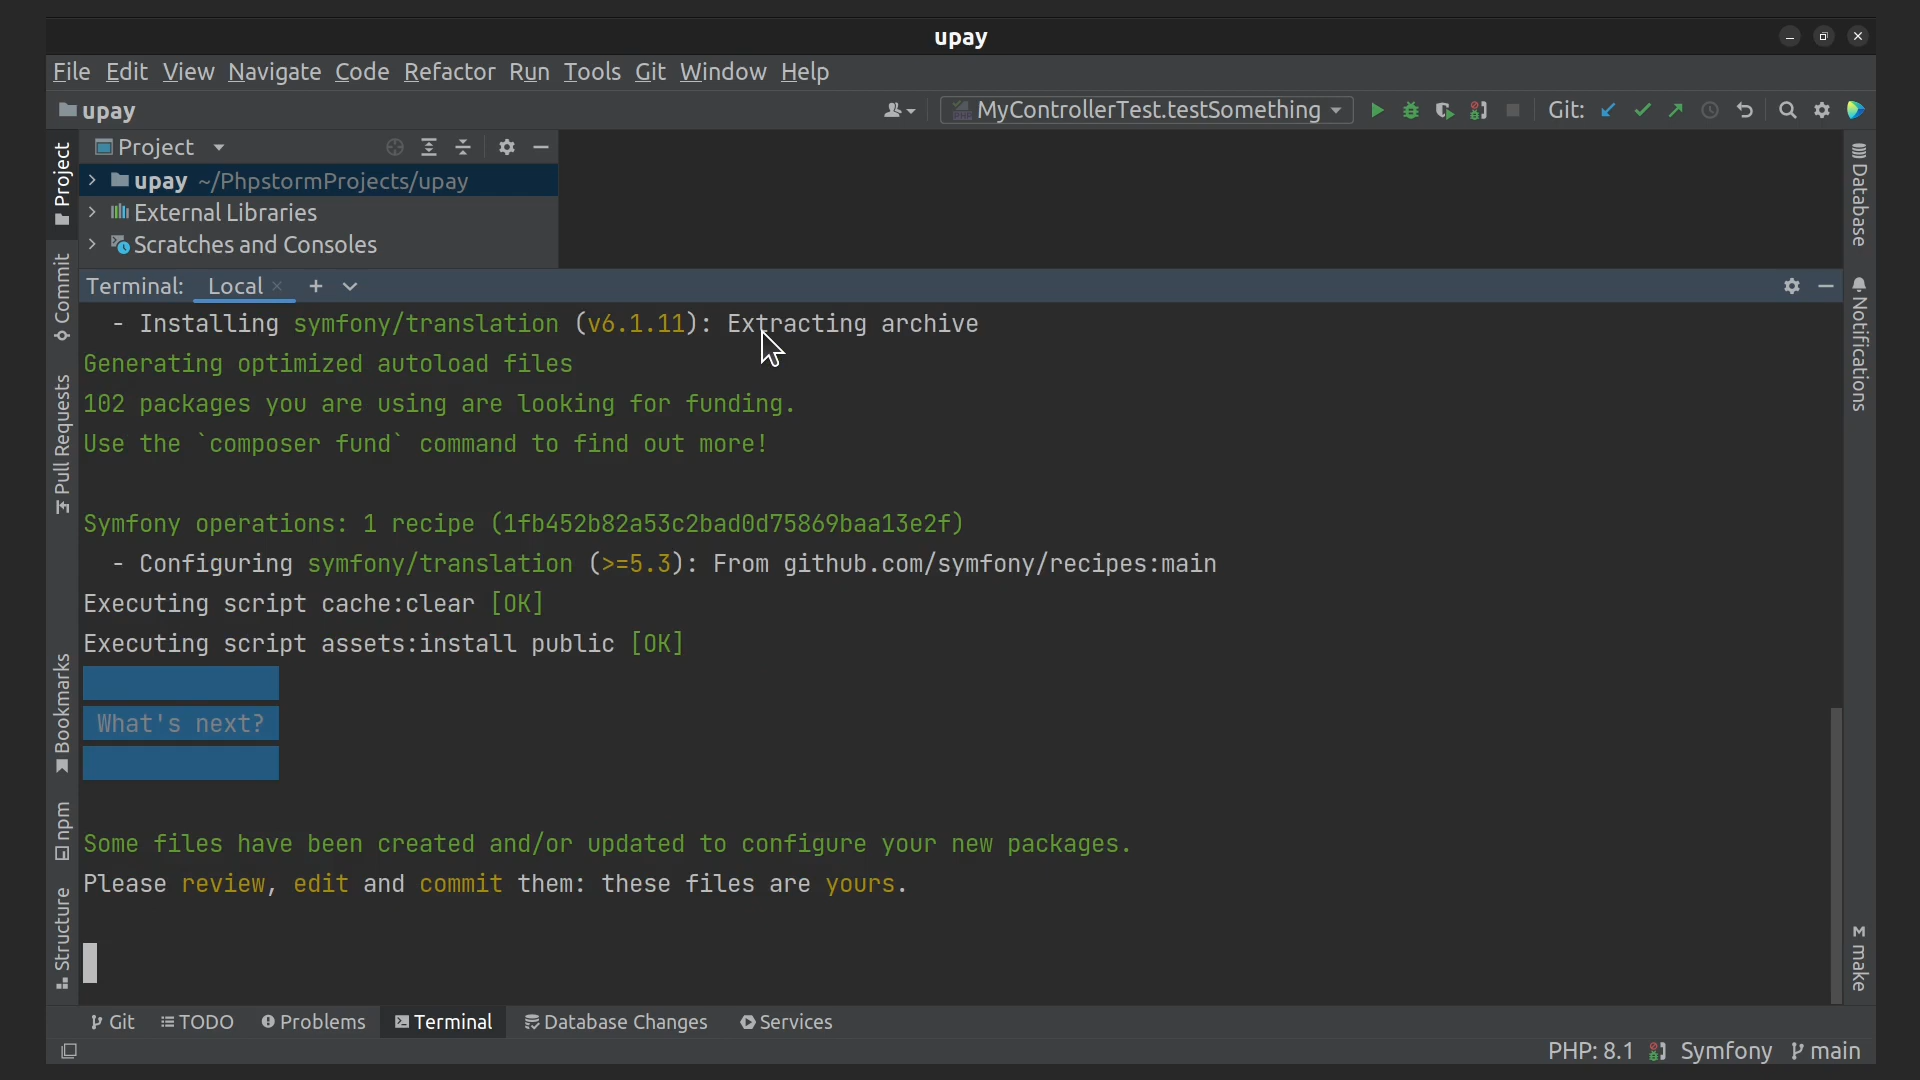 upay
File Edit View Navigate Code Refactor Run Tools Git Window Help
upay MyControllerTest.testSomething Git:
Project
upay ~/PhpstormProjects/upay
External Libraries
Scratches and Consoles
Terminal: Local
- Installing symfony/translation (v6.1.11): Extracting archive
Generating optimized autoload files
102 packages you are using are looking for funding.
Use the `composer fund` command to find out more!
Symfony operations: 1 recipe (1fb452b82a53c2bad0d75869baa13e2f)
- Configuring symfony/translation (>=5.3): From github.com/symfony/recipes:main
Executing script cache:clear [OK]
Executing script assets:install public [OK]
What's next?
Some files have been created and/or updated to configure your new packages.
Please review, edit and commit them: these files are yours.
Project
Commit
Pull Requests
Bookmarks
npm
Structure
Database
Notifications
make
Git TODO Problems Terminal Database Changes Services
PHP: 8.1 Symfony main